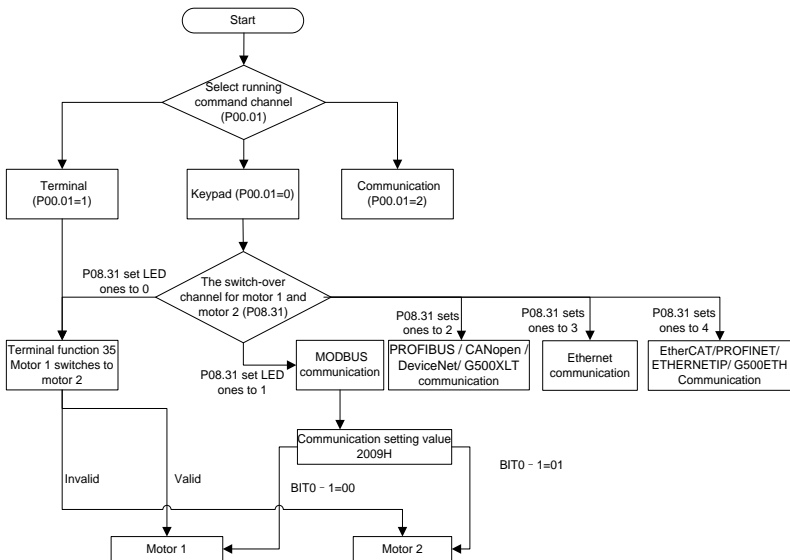 Start
Select running
command channel
(P00.01)
Terminal
(P00.01=1)
Keypad (P00.01=0)
Communication
(P00.01=2)
P08.31 set LED
ones to 0
The switch-over
channel for motor 1 and
motor 2 (P08.31)
P08.31 sets
ones to 2
P08.31 sets
ones to 3
P08.31 sets
ones to 4
Terminal function 35
Motor 1 switches to
motor 2
P08.31 set LED
ones to 1
MODBUS
communication
PROFIBUS / CANopen /
DeviceNet/ G500XLT
communication
Ethernet
communication
EtherCAT/PROFINET/
ETHERNETIP/ G500ETH
Communication
Communication setting value
2009H
Invalid
Valid
BIT0 - 1=00
BIT0 - 1=01
Motor 1
Motor 2